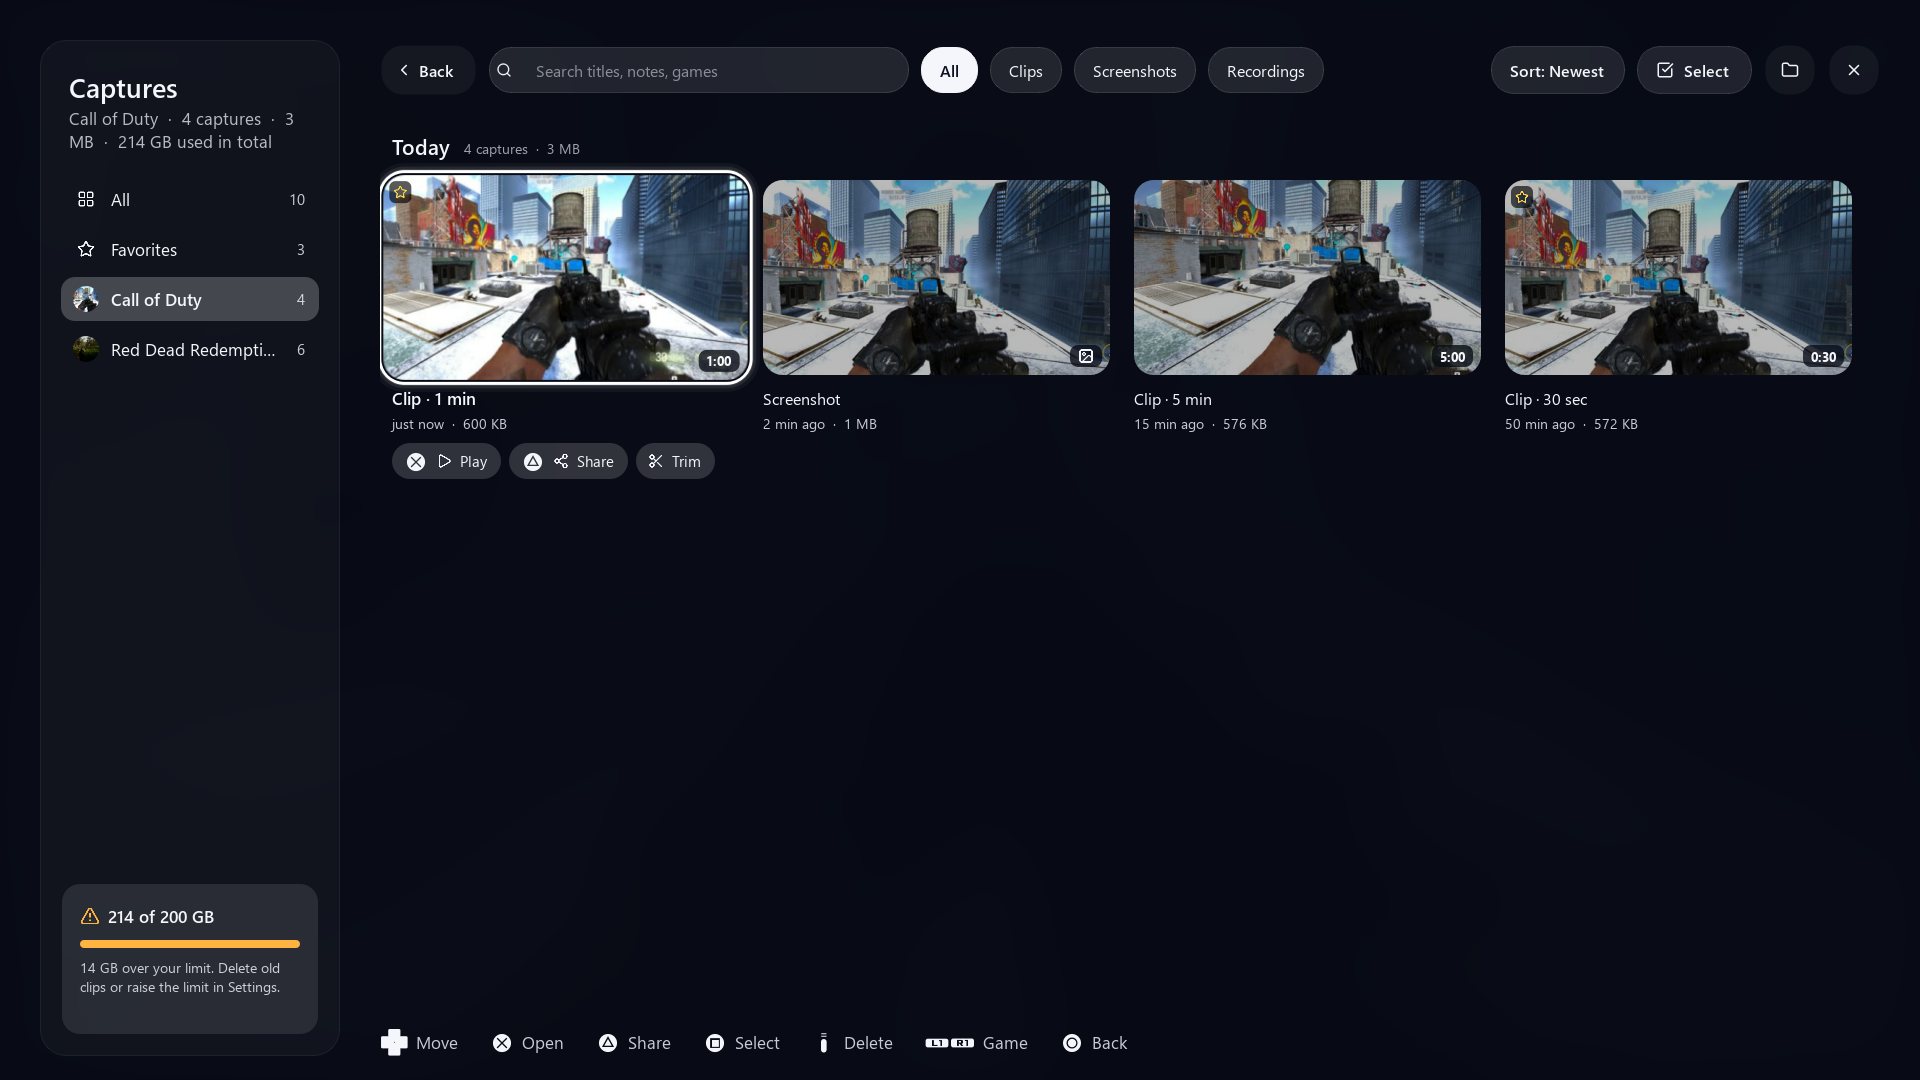 Captures
Call of Duty · 4 captures · 3
MB · 214 GB used in total
All 10
Favorites 3
Call of Duty 4
Red Dead Redempti... 6
214 of 200 GB
14 GB over your limit. Delete old
clips or raise the limit in Settings.
Back
Search titles, notes, games
All
Clips
Screenshots
Recordings
Sort: Newest
Select
Today 4 captures · 3 MB
1:00
5:00
0:30
Clip · 1 min
just now · 600 KB
Play
Share
Trim
Screenshot
2 min ago · 1 MB
Clip · 5 min
15 min ago · 576 KB
Clip · 30 sec
50 min ago · 572 KB
Move
Open
Share
Select
Delete
L1 R1 Game
Back